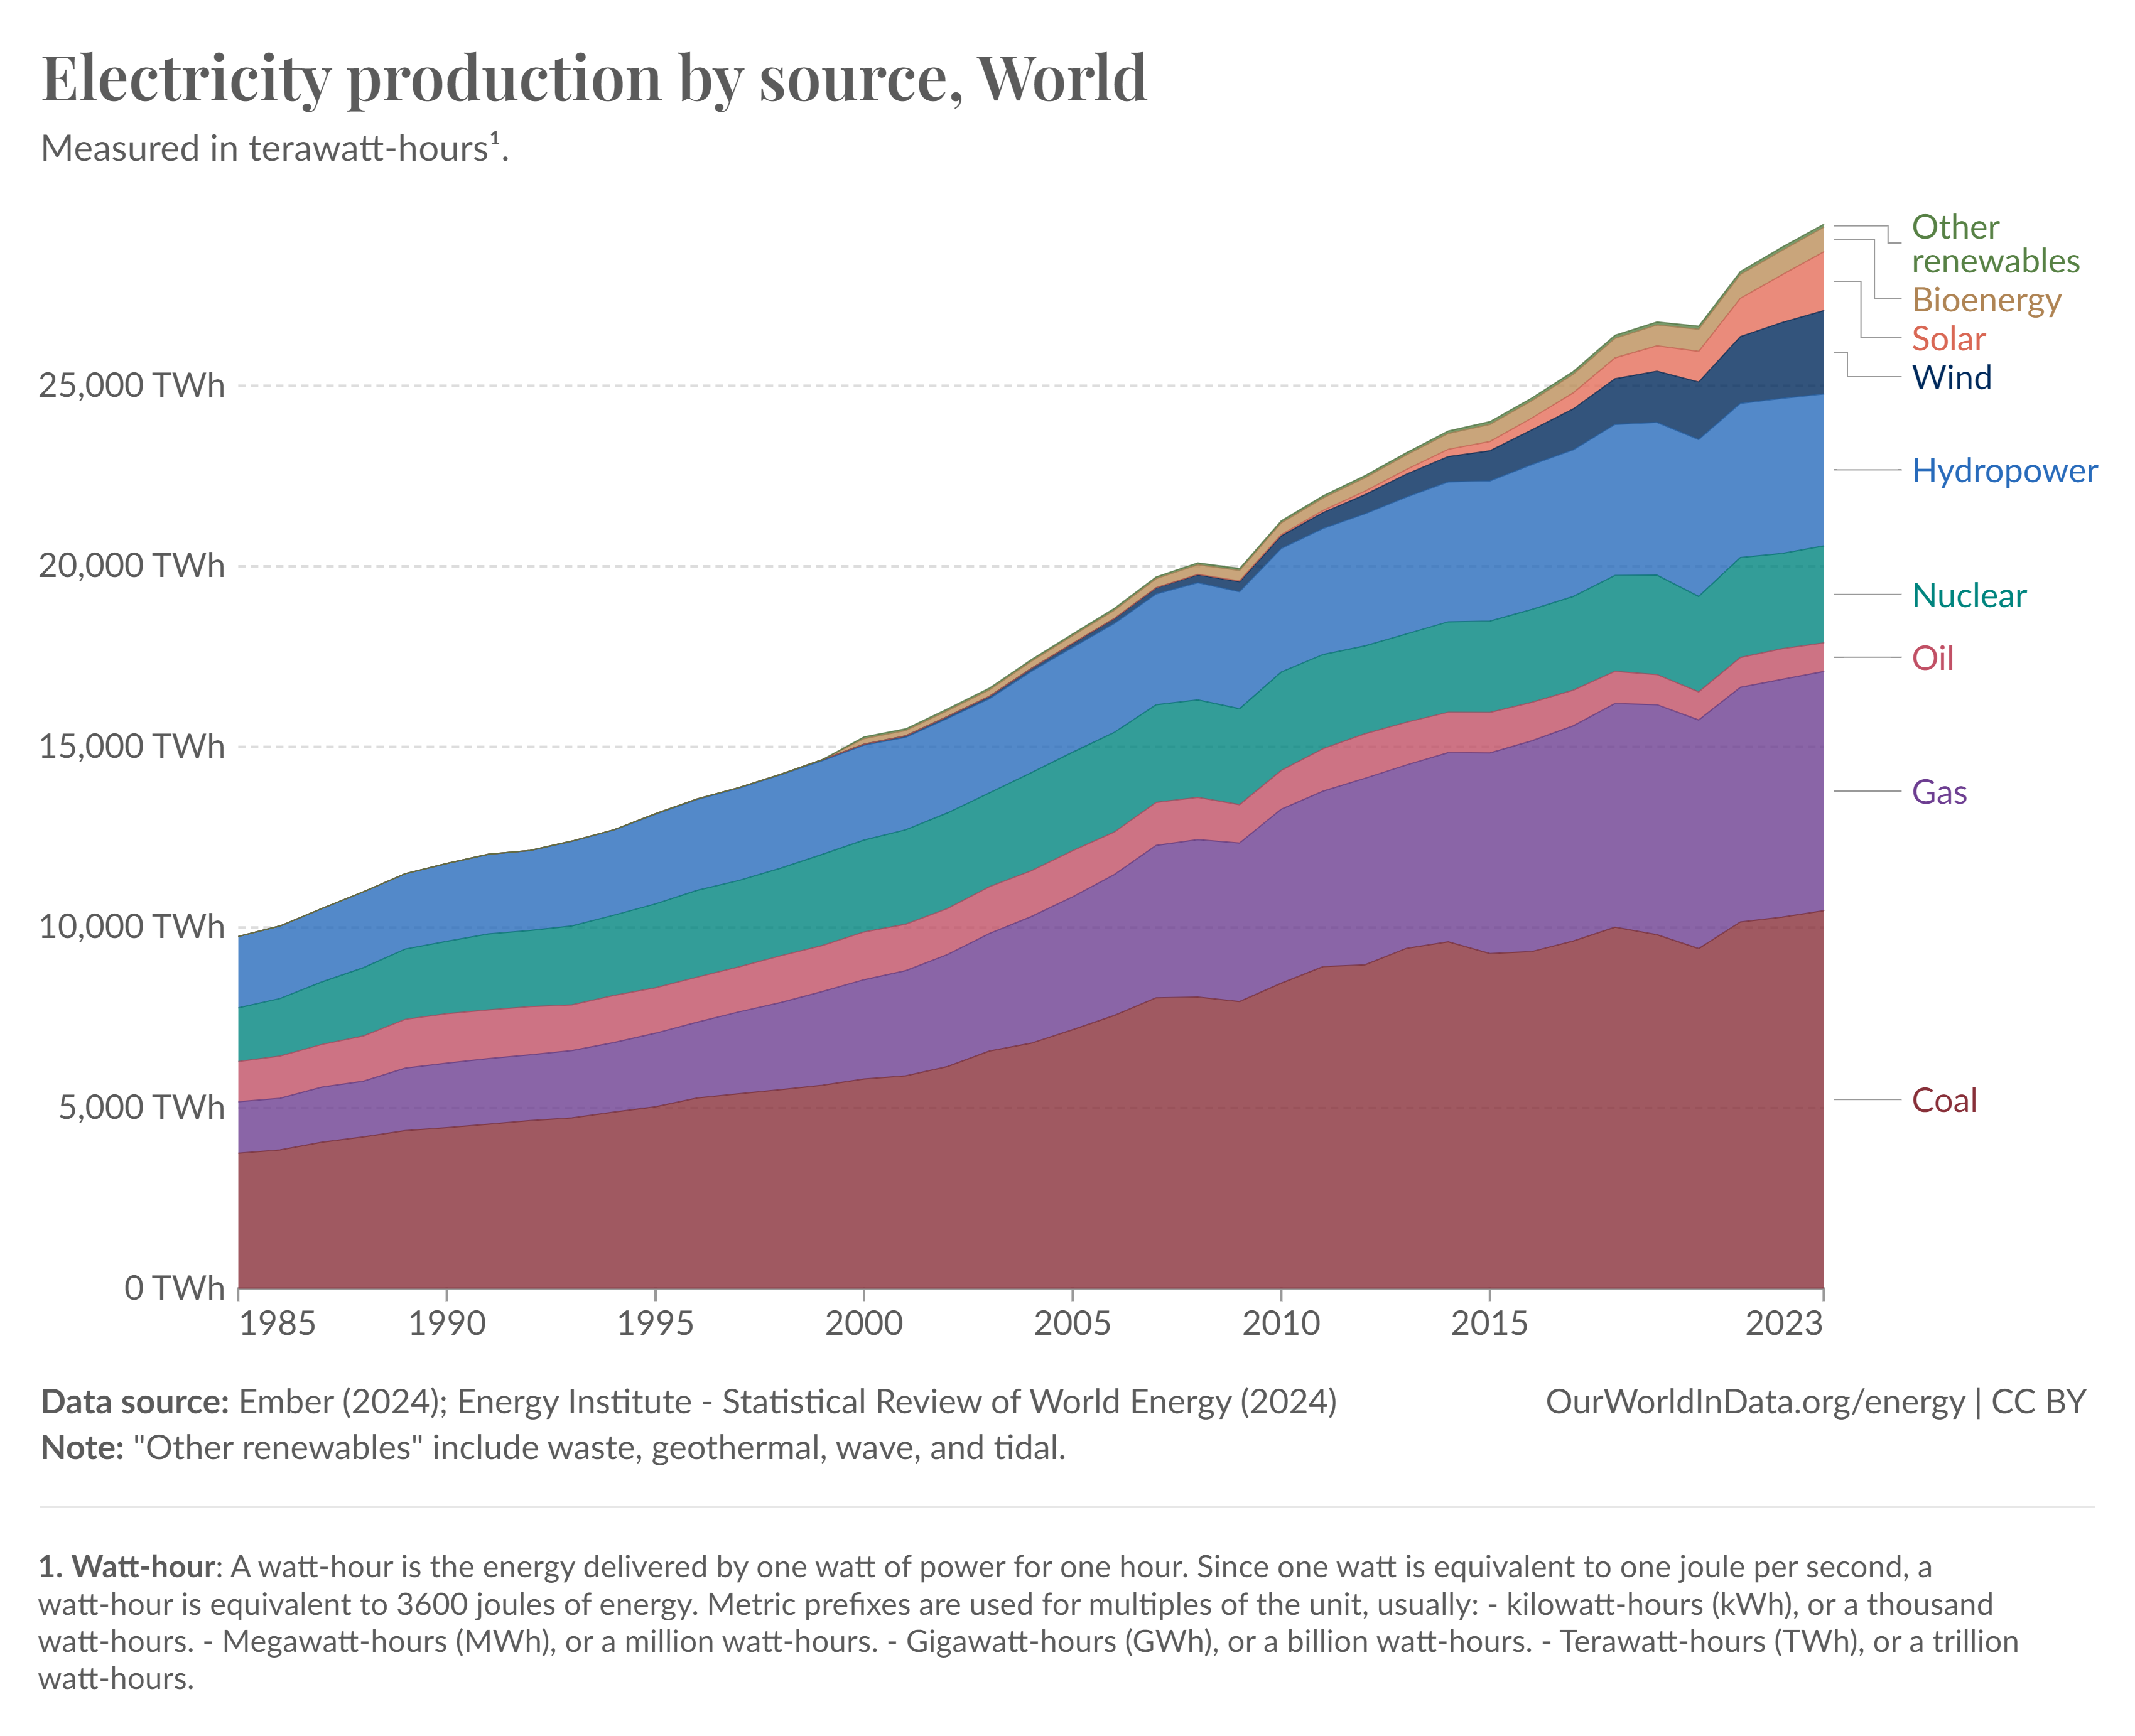 Electricity production by source, World
Measured in terawatt-hours¹.
Other
renewables
Bioenergy
Solar
Wind
Hydropower
Nuclear
Oil
Gas
Coal
25,000 TWh
20,000 TWh
15,000 TWh
10,000 TWh
5,000 TWh
0 TWh
1985 1990 1995 2000 2005 2010 2015 2023
Data source: Ember (2024); Energy Institute - Statistical Review of World Energy (2024) OurWorldInData.org/energy | CC BY
Note: "Other renewables" include waste, geothermal, wave, and tidal.
1. Watt-hour: A watt-hour is the energy delivered by one watt of power for one hour. Since one watt is equivalent to one joule per second, a
watt-hour is equivalent to 3600 joules of energy. Metric prefixes are used for multiples of the unit, usually: - kilowatt-hours (kWh), or a thousand
watt-hours. - Megawatt-hours (MWh), or a million watt-hours. - Gigawatt-hours (GWh), or a billion watt-hours. - Terawatt-hours (TWh), or a trillion
watt-hours.